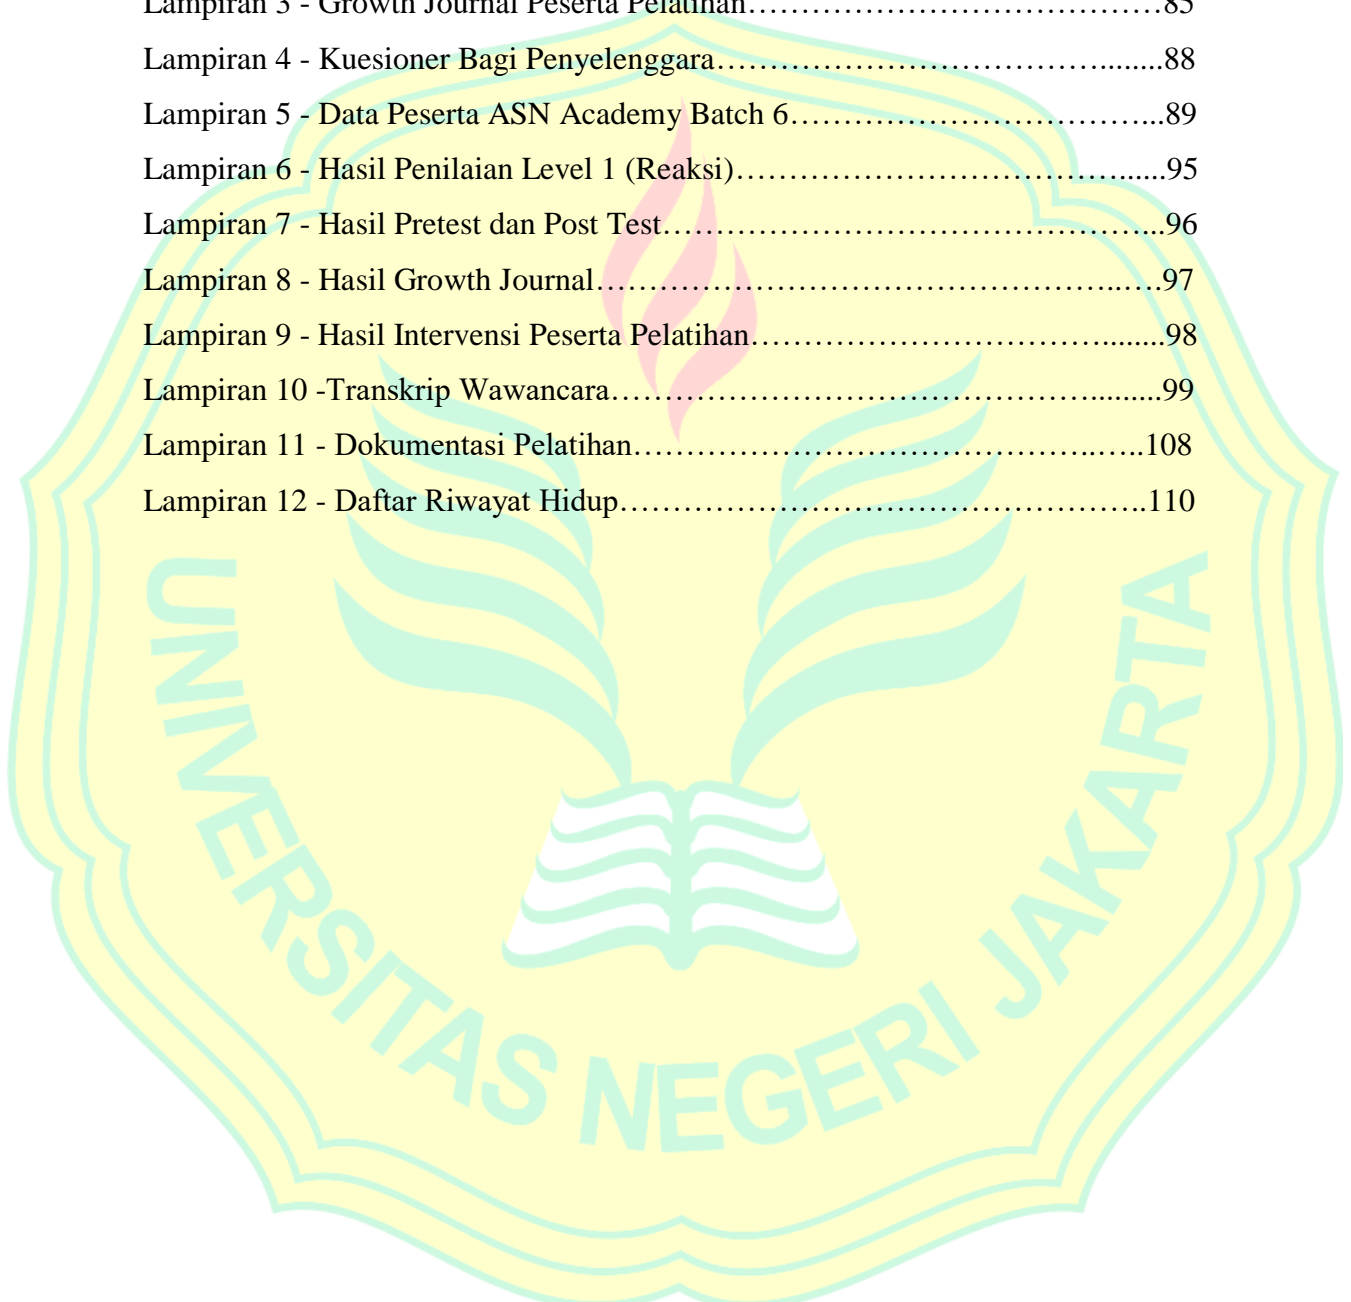 Lampiran 3 - Growth Journal Peserta Pelatihan…………………………………85
Lampiran 4 - Kuesioner Bagi Penyelenggara………………………………........88
Lampiran 5 - Data Peserta ASN Academy Batch 6……………………………...89
Lampiran 6 - Hasil Penilaian Level 1 (Reaksi)………………………………......95
Lampiran 7 - Hasil Pretest dan Post Test………………………………………...96
Lampiran 8 - Hasil Growth Journal…………………………………………..….97
Lampiran 9 - Hasil Intervensi Peserta Pelatihan……………………………........98
Lampiran 10 -Transkrip Wawancara……………………………………….........99
Lampiran 11 - Dokumentasi Pelatihan……………………………………..…..108
Lampiran 12 - Daftar Riwayat Hidup…………………………………………..110
UNIVERSITAS NEGERI JAKARTA